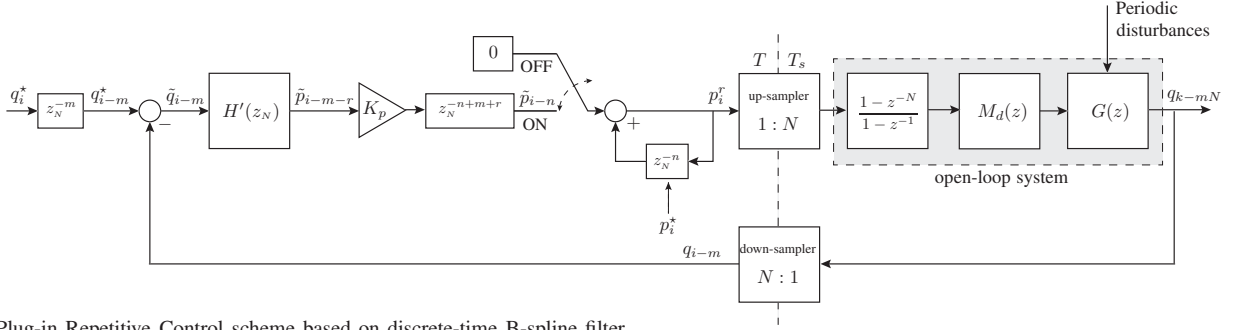 Periodic
disturbances
0
OFF
T T_s
q_i^⋆ z_N^{-m} q_{i-m}^⋆ q̃_{i-m} H′(z_N) p̃_{i-m-r} K_p z_N^{-n+m+r} p̃_{i-n}
ON
−
+
p_i^r
up-sampler
1 : N
\frac{1-z^{-N}}{1-z^{-1}} M_d(z) G(z) q_{k-mN}
z_N^{-n}
open-loop system
p_i^⋆
q_{i-m}
down-sampler
N : 1
Plug-in Repetitive Control scheme based on discrete-time B-spline filter